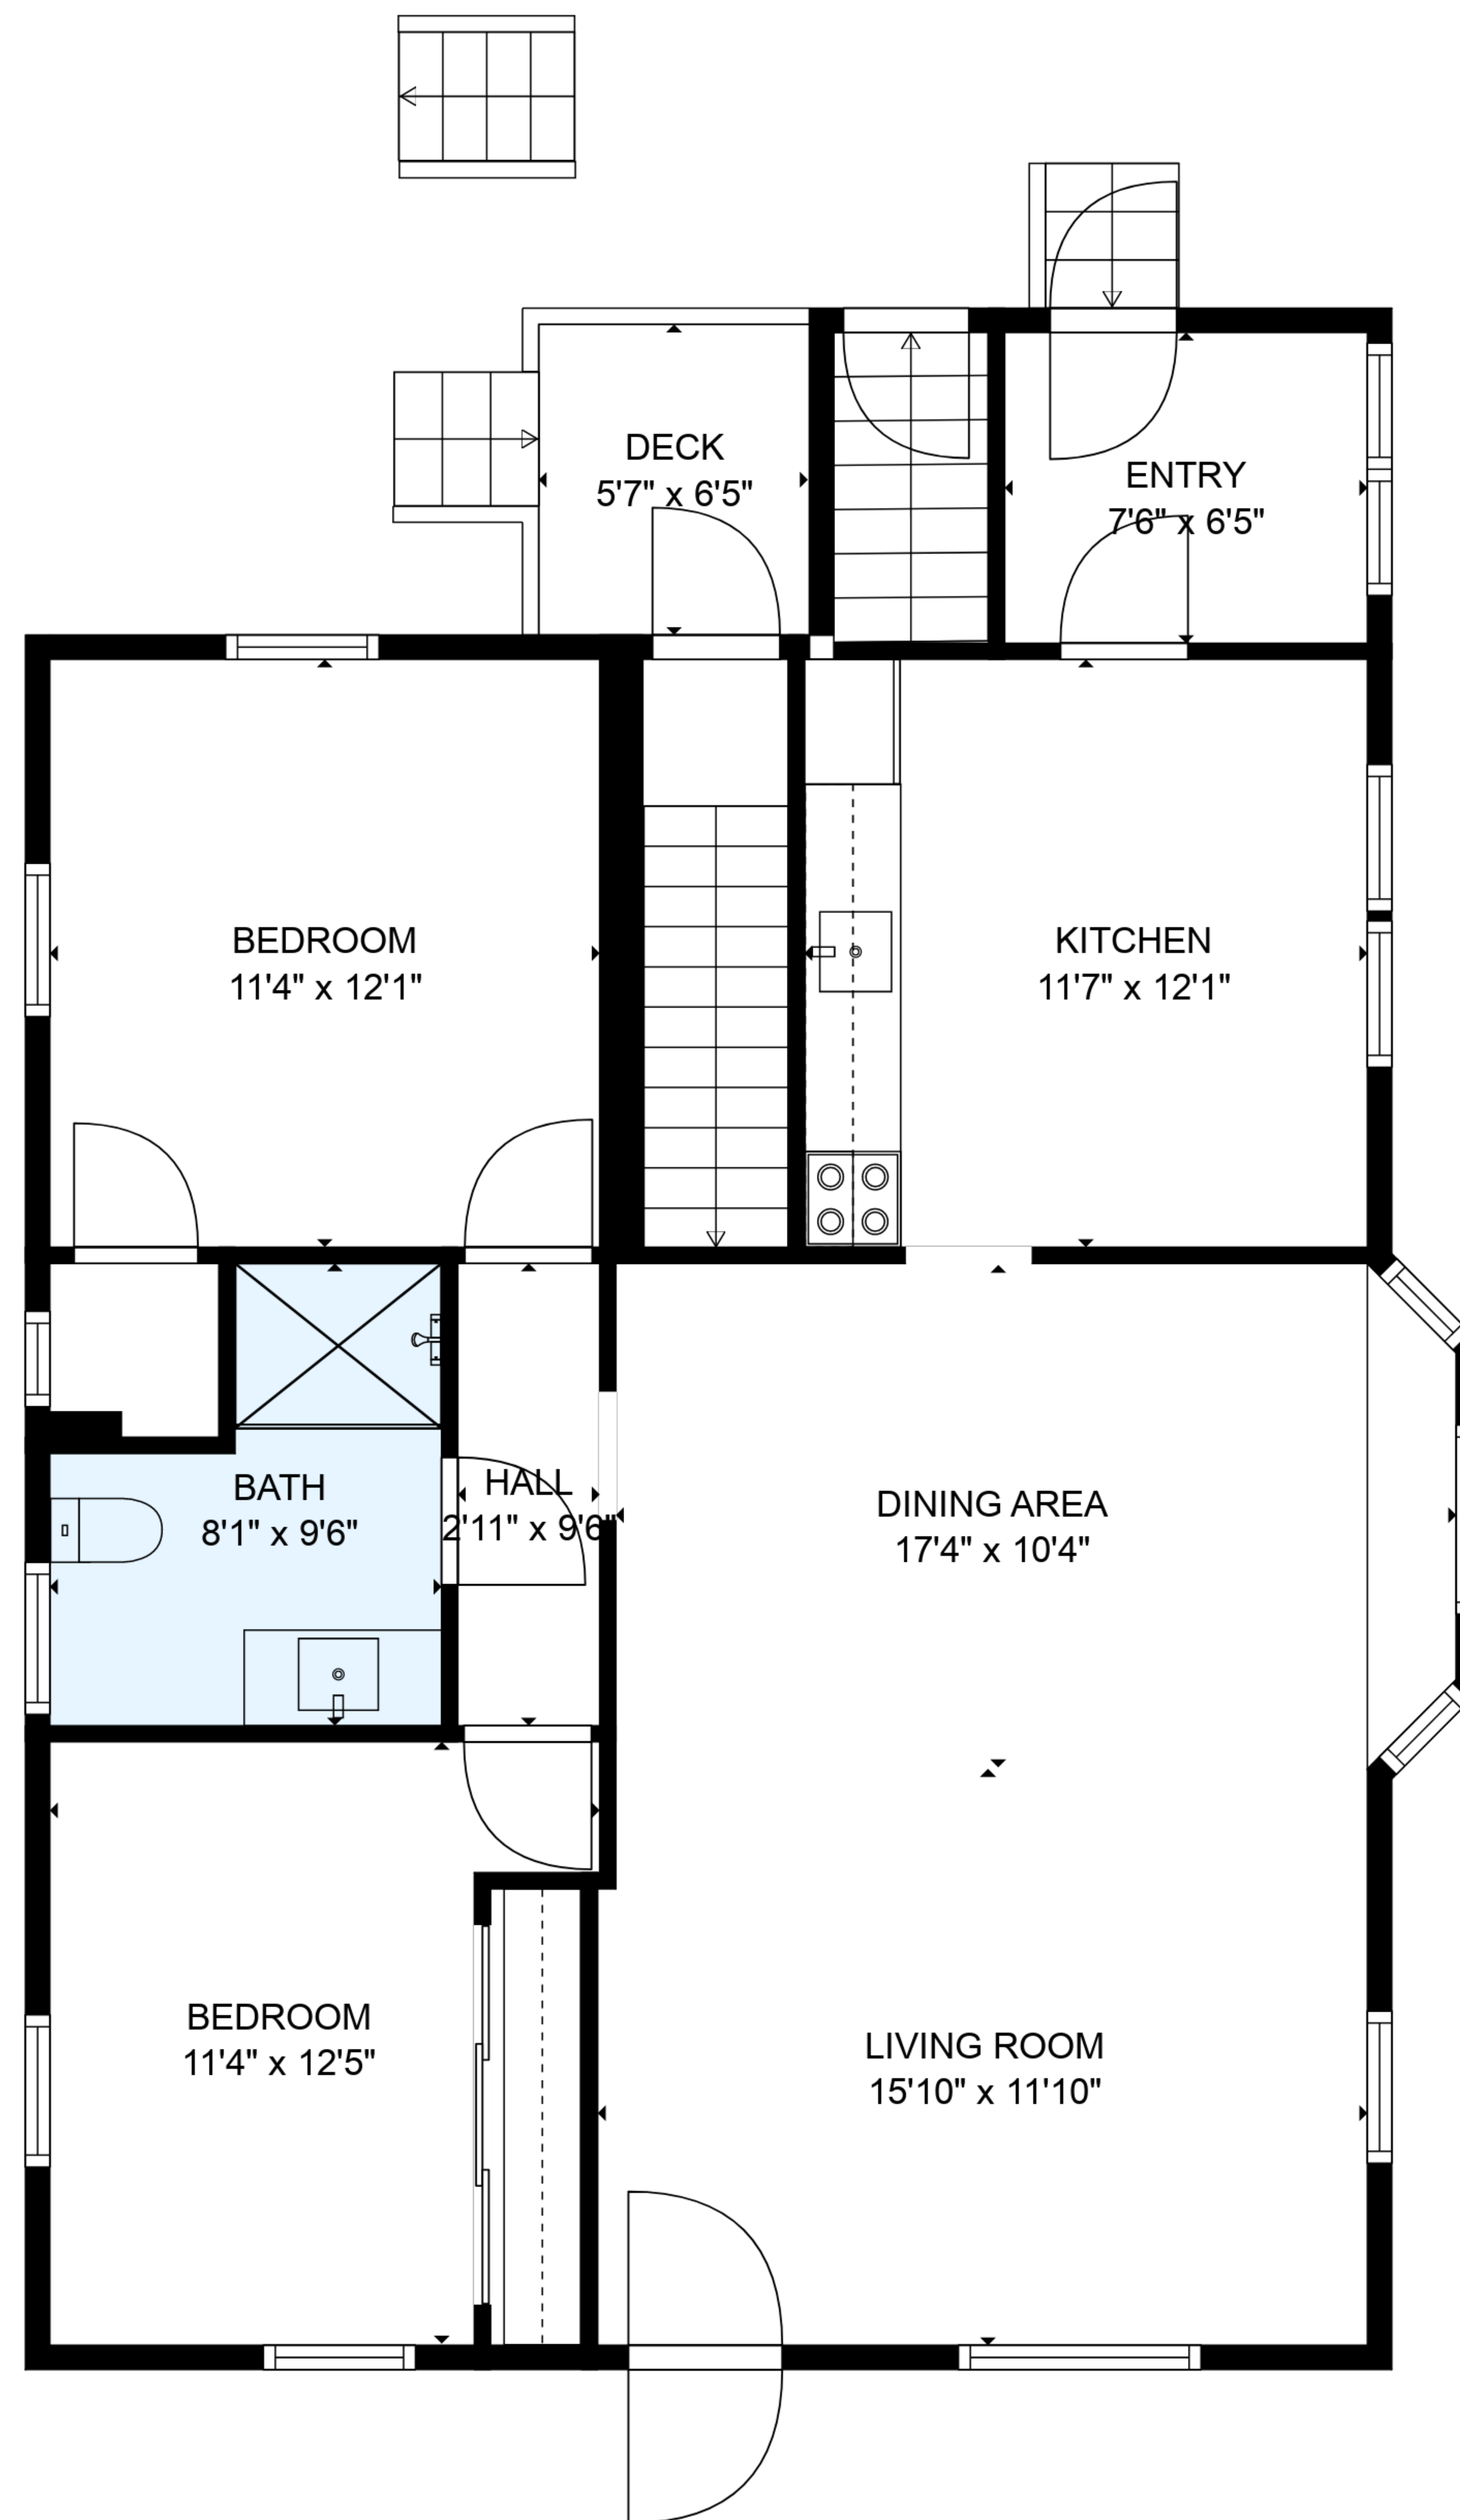 DECK
5'7" x 6'5"
ENTRY
7'6" x 6'5"
BEDROOM
11'4" x 12'1"
KITCHEN
11'7" x 12'1"
BATH
8'1" x 9'6"
HALL
2'11" x 9'6"
DINING AREA
17'4" x 10'4"
BEDROOM
11'4" x 12'5"
LIVING ROOM
15'10" x 11'10"